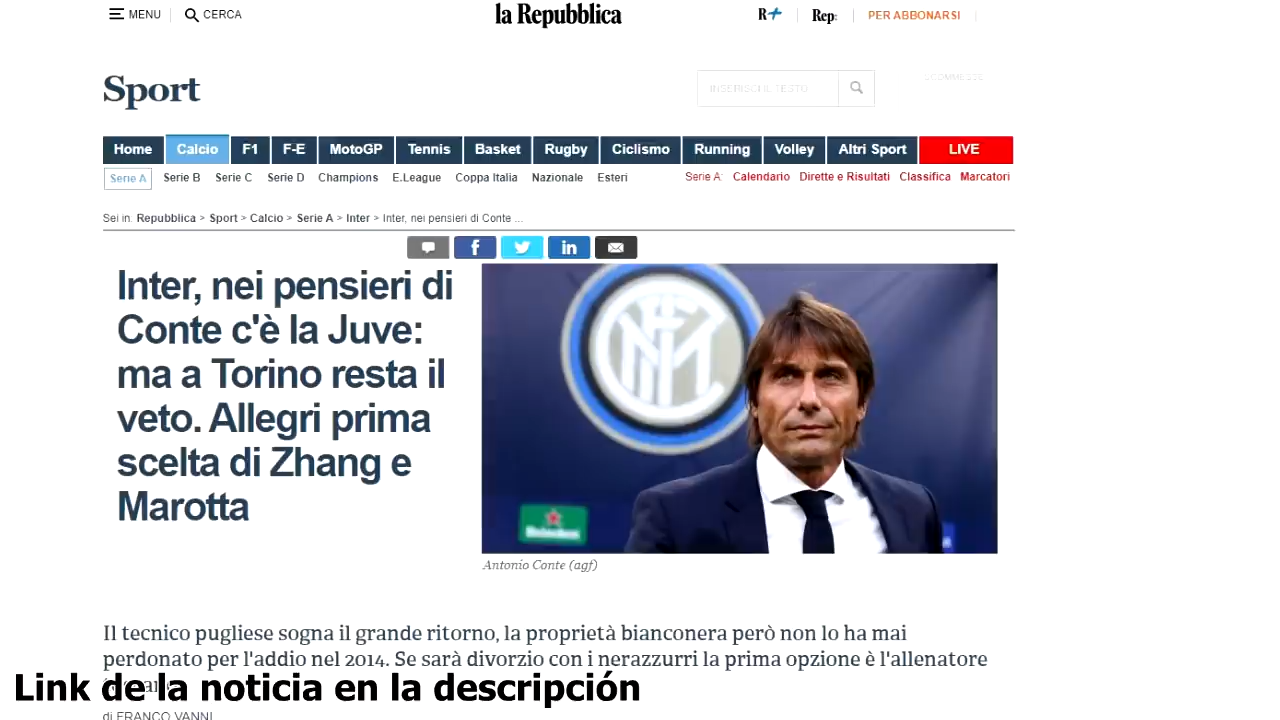 MENU
CERCA
la Repubblica
R+
Rep:
PER ABBONARSI
Sport
INSERISCI IL TESTO
SCOMMESSE
Home
Calcio
F1
F-E
MotoGP
Tennis
Basket
Rugby
Ciclismo
Running
Volley
Altri Sport
LIVE
Serie A
Serie B
Serie C
Serie D
Champions
E.League
Coppa Italia
Nazionale
Esteri
Serie A:
Calendario
Dirette e Risultati
Classifica
Marcatori
Sei in: Repubblica > Sport > Calcio > Serie A > Inter > Inter, nei pensieri di Conte ...
Inter, nei pensieri di
Conte c'è la Juve:
ma a Torino resta il
veto. Allegri prima
scelta di Zhang e
Marotta
Heineken
Antonio Conte (agf)
Il tecnico pugliese sogna il grande ritorno, la proprietà bianconera però non lo ha mai
perdonato per l'addio nel 2014. Se sarà divorzio con i nerazzurri la prima opzione è l'allenatore
Link de la noticia en la descripción
di FRANCO VANNI